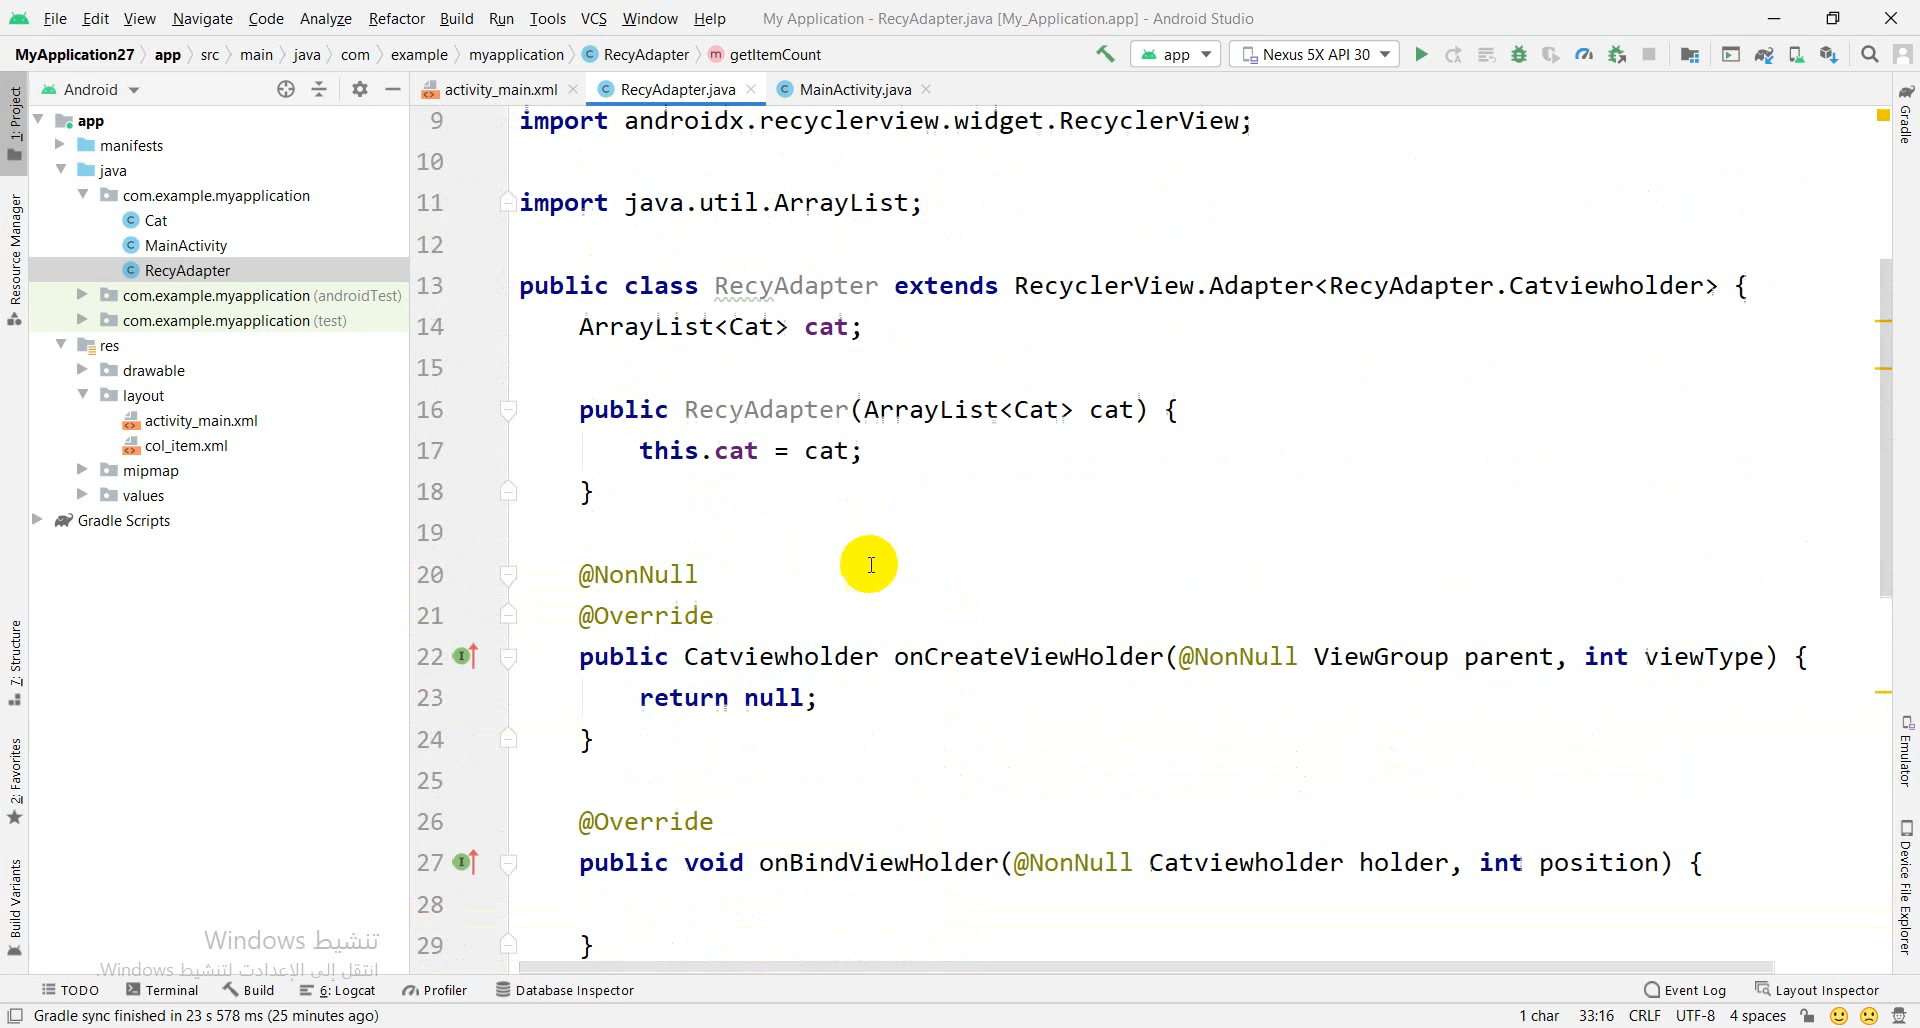 File Edit View Navigate Code Analyze Refactor Build Run Tools VCS Window Help My Application - RecyAdapter.java [My_Application.app] - Android Studio
MyApplication27 app src main java com example myapplication RecyAdapter getItemCount app Nexus 5X API 30
Android activity_main.xml RecyAdapter.java MainActivity.java
1: Project
Resource Manager
7: Structure
2: Favorites
Build Variants
app
manifests
java
com.example.myapplication
Cat
MainActivity
RecyAdapter
com.example.myapplication (androidTest)
com.example.myapplication (test)
res
drawable
layout
activity_main.xml
col_item.xml
mipmap
values
Gradle Scripts
9 import androidx.recyclerview.widget.RecyclerView;
10
11 import java.util.ArrayList;
12
13 public class RecyAdapter extends RecyclerView.Adapter<RecyAdapter.Catviewholder> {
14 ArrayList<Cat> cat;
15
16 public RecyAdapter(ArrayList<Cat> cat) {
17 this.cat = cat;
18 }
19
20 @NonNull
21 @Override
22 public Catviewholder onCreateViewHolder(@NonNull ViewGroup parent, int viewType) {
23 return null;
24 }
25
26 @Override
27 public void onBindViewHolder(@NonNull Catviewholder holder, int position) {
28
29 }
Gradle
Emulator
Device File Explorer
تنشيط Windows
انتقل إلى الإعدادت لتنشيط Windows.
TODO Terminal Build 6: Logcat Profiler Database Inspector Event Log Layout Inspector
Gradle sync finished in 23 s 578 ms (25 minutes ago) 1 char 33:16 CRLF UTF-8 4 spaces